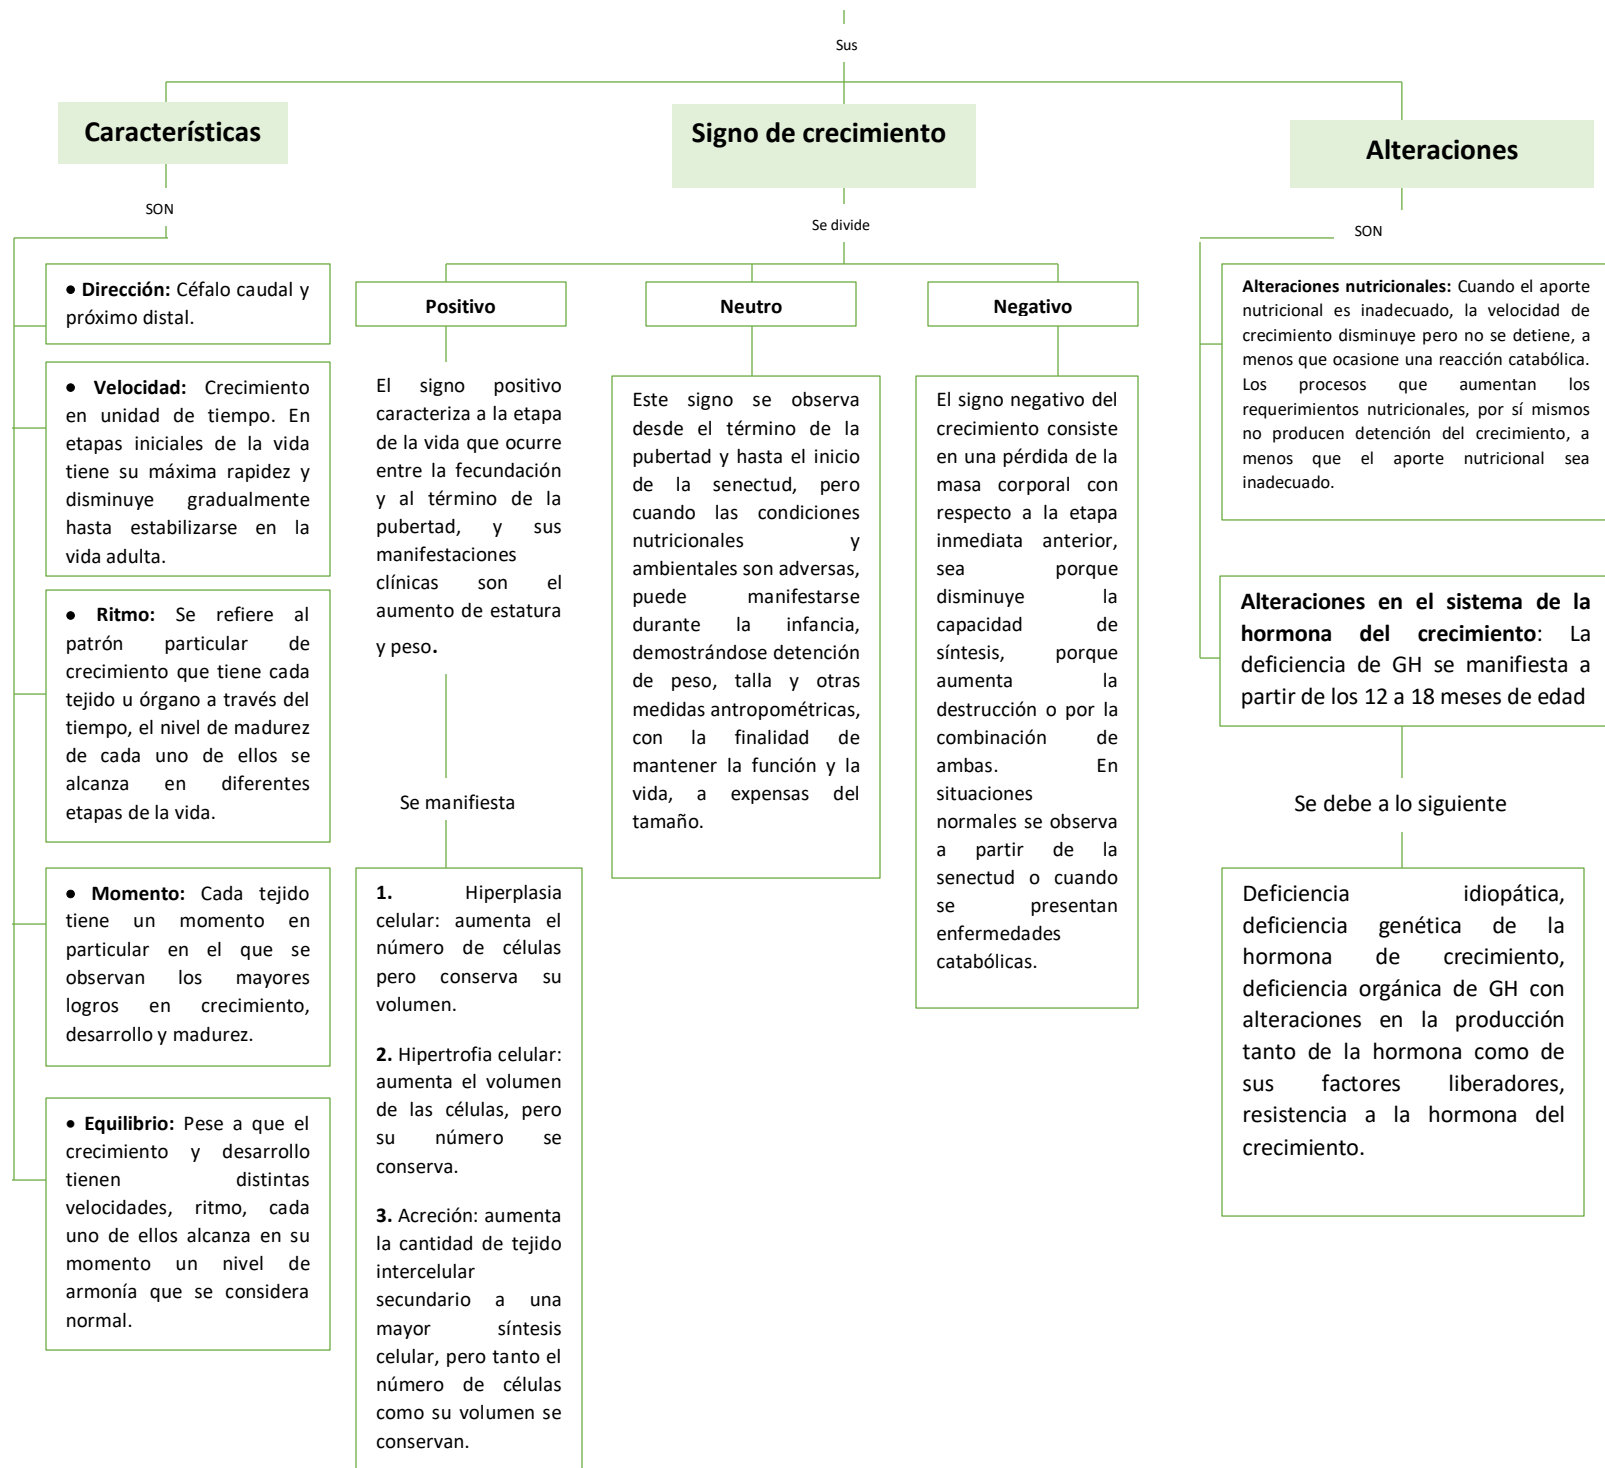 Sus
Características
Signo de crecimiento
Alteraciones
SON
• Dirección: Céfalo caudal y
próximo distal.
• Velocidad: Crecimiento
en unidad de tiempo. En
etapas iniciales de la vida
tiene su máxima rapidez y
disminuye gradualmente
hasta estabilizarse en la
vida adulta.
• Ritmo: Se refiere al
patrón particular de
crecimiento que tiene cada
tejido u órgano a través del
tiempo, el nivel de madurez
de cada uno de ellos se
alcanza en diferentes
etapas de la vida.
• Momento: Cada tejido
tiene un momento en
particular en el que se
observan los mayores
logros en crecimiento,
desarrollo y madurez.
• Equilibrio: Pese a que el
crecimiento y desarrollo
tienen distintas
velocidades, ritmo, cada
uno de ellos alcanza en su
momento un nivel de
armonía que se considera
normal.
Se divide
Positivo
El signo positivo
caracteriza a la etapa
de la vida que ocurre
entre la fecundación
y al término de la
pubertad, y sus
manifestaciones
clínicas son el
aumento de estatura
y peso.
Se manifiesta
1. Hiperplasia
celular: aumenta el
número de células
pero conserva su
volumen.
2. Hipertrofia celular:
aumenta el volumen
de las células, pero
su número se
conserva.
3. Acreción: aumenta
la cantidad de tejido
intercelular
secundario a una
mayor síntesis
celular, pero tanto el
número de células
como su volumen se
conservan.
Neutro
Este signo se observa
desde el término de la
pubertad y hasta el inicio
de la senectud, pero
cuando las condiciones
nutricionales y
ambientales son adversas,
puede manifestarse
durante la infancia,
demostrándose detención
de peso, talla y otras
medidas antropométricas,
con la finalidad de
mantener la función y la
vida, a expensas del
tamaño.
Negativo
El signo negativo del
crecimiento consiste
en una pérdida de la
masa corporal con
respecto a la etapa
inmediata anterior,
sea porque
disminuye la
capacidad de
síntesis, porque
aumenta la
destrucción o por la
combinación de
ambas. En
situaciones
normales se observa
a partir de la
senectud o cuando
se presentan
enfermedades
catabólicas.
SON
Alteraciones nutricionales: Cuando el aporte
nutricional es inadecuado, la velocidad de
crecimiento disminuye pero no se detiene, a
menos que ocasione una reacción catabólica.
Los procesos que aumentan los
requerimientos nutricionales, por sí mismos
no producen detención del crecimiento, a
menos que el aporte nutricional sea
inadecuado.
Alteraciones en el sistema de la
hormona del crecimiento: La
deficiencia de GH se manifiesta a
partir de los 12 a 18 meses de edad
Se debe a lo siguiente
Deficiencia idiopática,
deficiencia genética de la
hormona de crecimiento,
deficiencia orgánica de GH con
alteraciones en la producción
tanto de la hormona como de
sus factores liberadores,
resistencia a la hormona del
crecimiento.